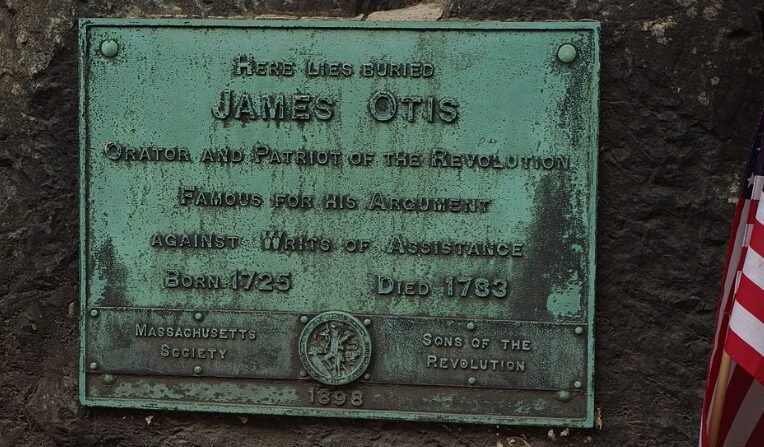 Here lies buried
James Otis
Orator and Patriot of the Revolution
Famous for his Argument
against Writs of Assistance
Born 1725 Died 1783
Massachusetts Society
Sons of the Revolution
1898